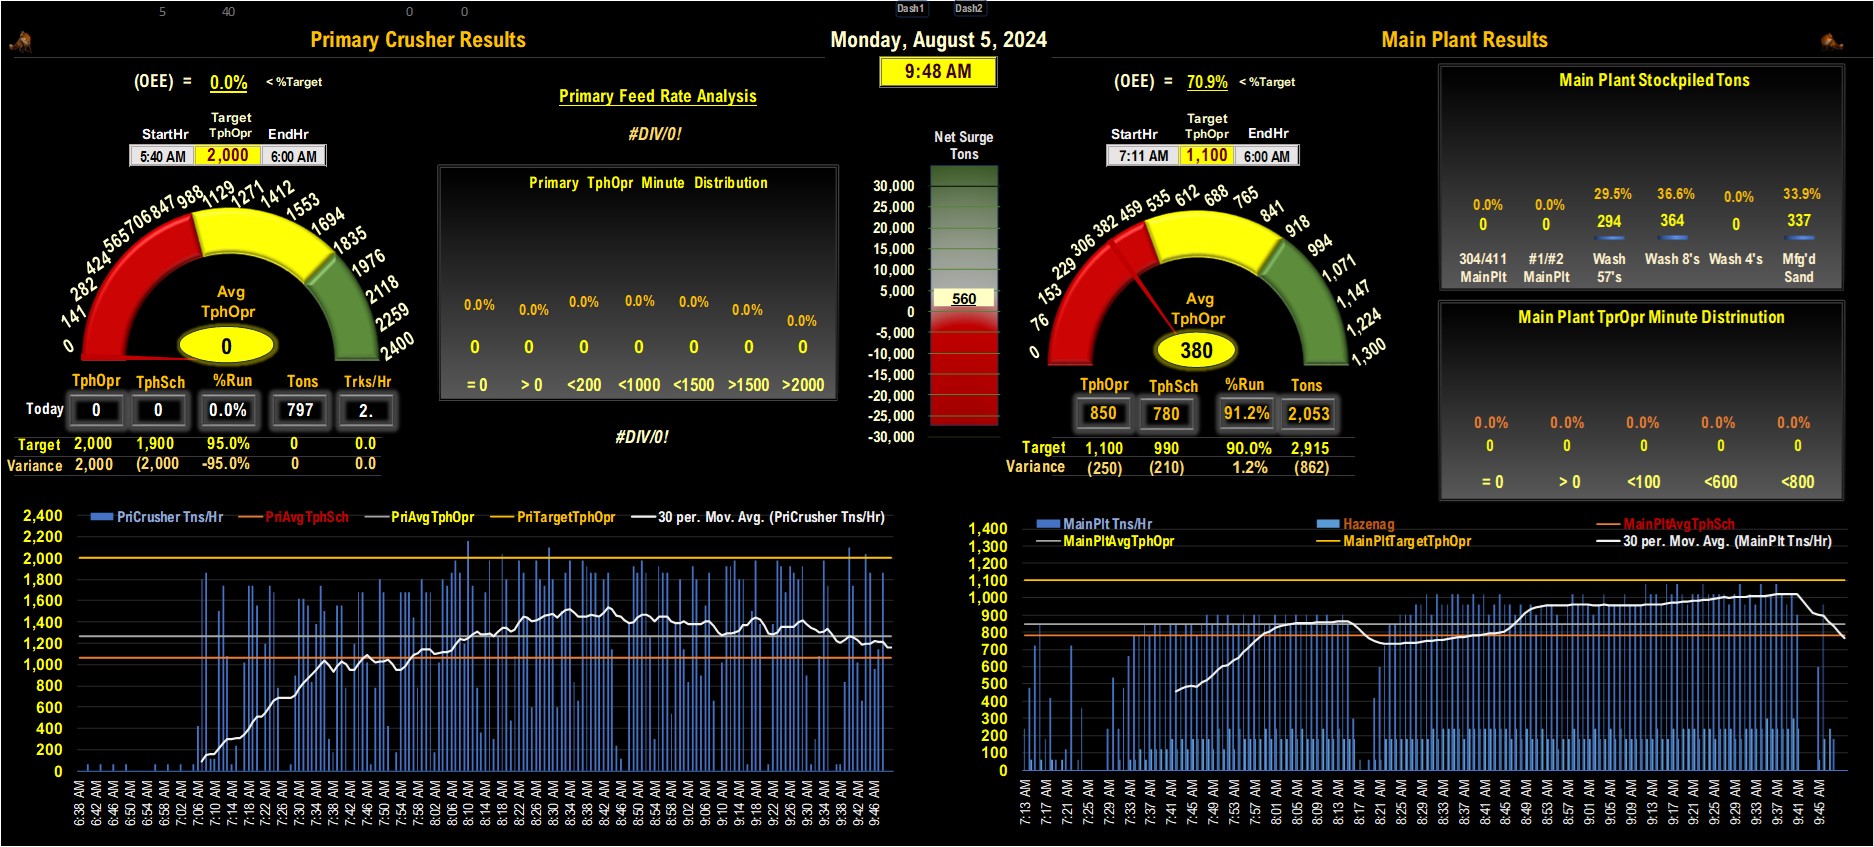 5 40 0 0 Dash1 Dash2
Primary Crusher Results
Monday, August 5, 2024
Main Plant Results
9:48 AM
(OEE) = 0.0% < %Target
Target
StartHr TphOpr EndHr
5:40 AM 2,000 6:00 AM
0 141 282 424 565 706 847 988 1129 1271 1412 1553 1694 1835 1976 2118 2259 2400
Avg
TphOpr
0
TphOpr TphSch %Run Tons Trks/Hr
Today 0 0 0.0% 797 2.
Target 2,000 1,900 95.0% 0 0.0
Variance 2,000 (2,000 -95.0% 0 0.0
Primary Feed Rate Analysis
#DIV/0!
Primary TphOpr Minute Distribution
0.0% 0.0% 0.0% 0.0% 0.0% 0.0% 0.0%
0 0 0 0 0 0 0
= 0 > 0 <200 <1000 <1500 >1500 >2000
#DIV/0!
Net Surge
Tons
30,000
25,000
20,000
15,000
10,000
5,000
560
0
-5,000
-10,000
-15,000
-20,000
-25,000
-30,000
(OEE) = 70.9% < %Target
Target
StartHr TphOpr EndHr
7:11 AM 1,100 6:00 AM
0 76 153 229 306 382 459 535 612 688 765 841 918 994 1,071 1,147 1,224 1,300
Avg
TphOpr
380
TphOpr TphSch %Run Tons
850 780 91.2% 2,053
Target 1,100 990 90.0% 2,915
Variance (250) (210) 1.2% (862)
Main Plant Stockpiled Tons
0.0% 0.0% 29.5% 36.6% 0.0% 33.9%
0 0 294 364 0 337
304/411 #1/#2 Wash Wash 8's Wash 4's Mfg'd
MainPlt MainPlt 57's Sand
Main Plant TprOpr Minute Distrinution
0.0% 0.0% 0.0% 0.0% 0.0%
0 0 0 0 0
= 0 > 0 <100 <600 <800
PriCrusher Tns/Hr PriAvgTphSch PriAvgTphOpr PriTargetTphOpr 30 per. Mov. Avg. (PriCrusher Tns/Hr)
2,400
2,200
2,000
1,800
1,600
1,400
1,200
1,000
800
600
400
200
0
6:38 AM 6:42 AM 6:46 AM 6:50 AM 6:54 AM 6:58 AM 7:02 AM 7:06 AM 7:10 AM 7:14 AM 7:18 AM 7:22 AM 7:26 AM 7:30 AM 7:34 AM 7:38 AM 7:42 AM 7:46 AM 7:50 AM 7:54 AM 7:58 AM 8:02 AM 8:06 AM 8:10 AM 8:14 AM 8:18 AM 8:22 AM 8:26 AM 8:30 AM 8:34 AM 8:38 AM 8:42 AM 8:46 AM 8:50 AM 8:54 AM 8:58 AM 9:02 AM 9:06 AM 9:10 AM 9:14 AM 9:18 AM 9:22 AM 9:26 AM 9:30 AM 9:34 AM 9:38 AM 9:42 AM 9:46 AM
MainPlt Tns/Hr Hazenag MainPltAvgTphSch
MainPltAvgTphOpr MainPltTargetTphOpr 30 per. Mov. Avg. (MainPlt Tns/Hr)
1,400
1,300
1,200
1,100
1,000
900
800
700
600
500
400
300
200
100
0
7:13 AM 7:17 AM 7:21 AM 7:25 AM 7:29 AM 7:33 AM 7:37 AM 7:41 AM 7:45 AM 7:49 AM 7:53 AM 7:57 AM 8:01 AM 8:05 AM 8:09 AM 8:13 AM 8:17 AM 8:21 AM 8:25 AM 8:29 AM 8:33 AM 8:37 AM 8:41 AM 8:45 AM 8:49 AM 8:53 AM 8:57 AM 9:01 AM 9:05 AM 9:09 AM 9:13 AM 9:17 AM 9:21 AM 9:25 AM 9:29 AM 9:33 AM 9:37 AM 9:41 AM 9:45 AM